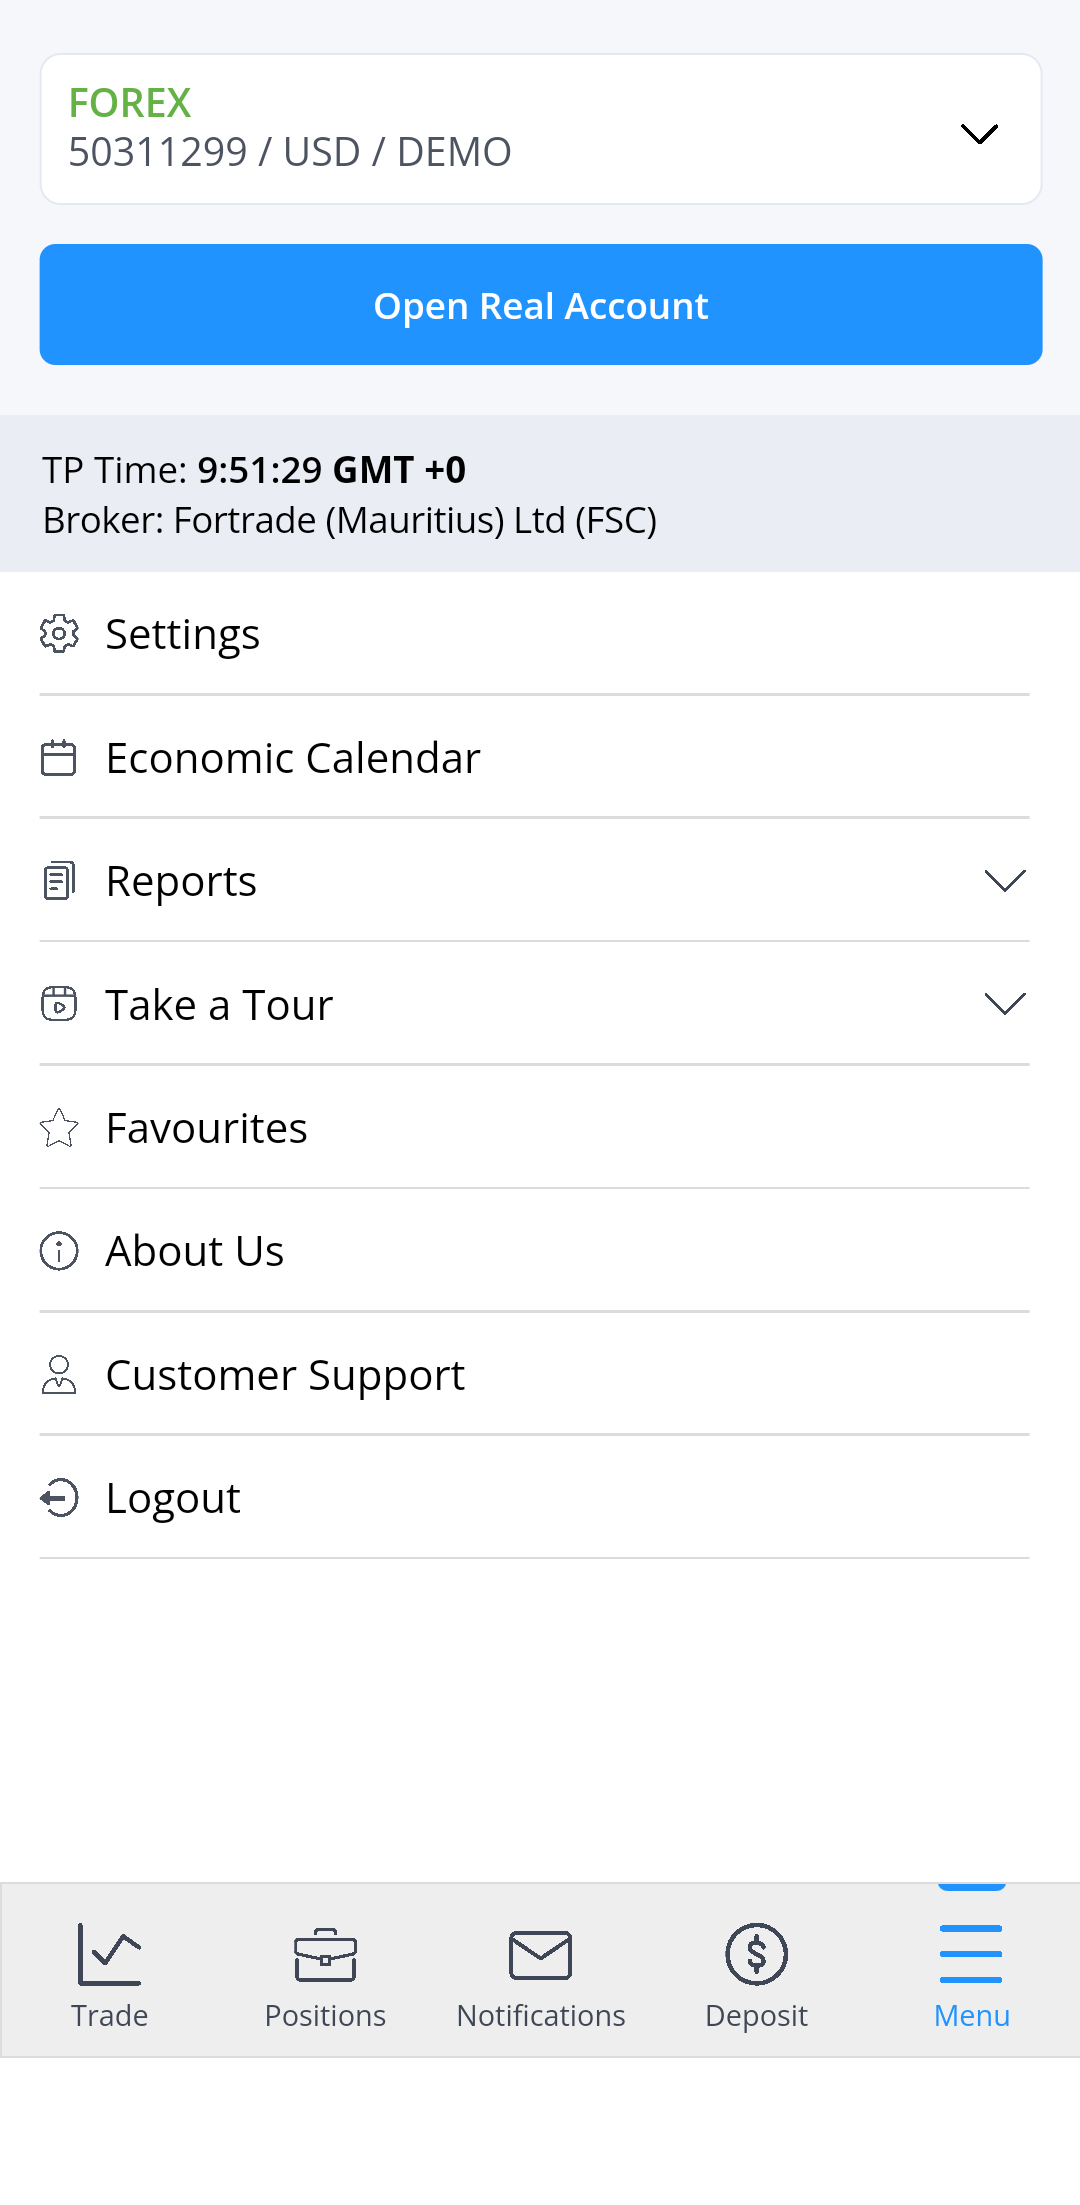 FOREX
50311299 / USD / DEMO
Open Real Account
TP Time: 9:51:29 GMT +0
Broker: Fortrade (Mauritius) Ltd (FSC)
Settings
Economic Calendar
Reports
Take a Tour
Favourites
About Us
Customer Support
Logout
Trade
Positions
Notifications
Deposit
Menu